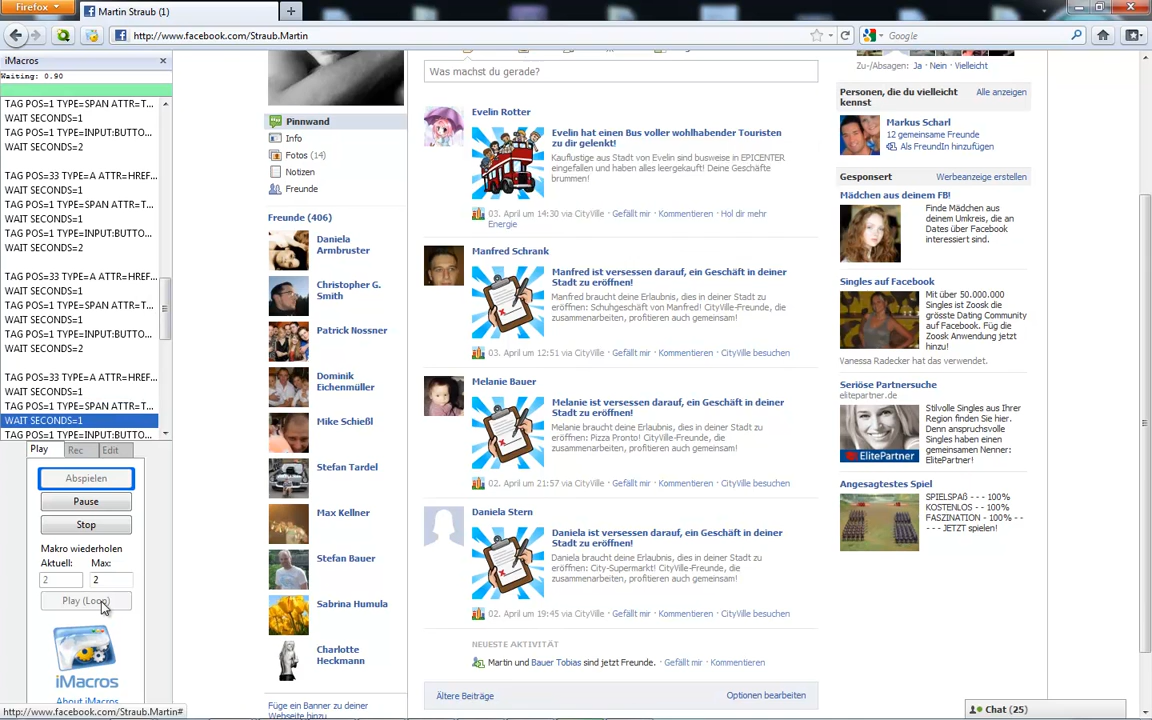 Firefox
Martin Straub (1)
http://www.facebook.com/Straub.Martin
Google
iMacros
Waiting: 0.90
TAG POS=1 TYPE=SPAN ATTR=T...
WAIT SECONDS=1
TAG POS=1 TYPE=INPUT:BUTTO...
WAIT SECONDS=2
TAG POS=33 TYPE=A ATTR=HREF...
WAIT SECONDS=1
TAG POS=1 TYPE=SPAN ATTR=T...
WAIT SECONDS=1
TAG POS=1 TYPE=INPUT:BUTTO...
WAIT SECONDS=2
TAG POS=33 TYPE=A ATTR=HREF...
WAIT SECONDS=1
TAG POS=1 TYPE=SPAN ATTR=T...
WAIT SECONDS=1
TAG POS=1 TYPE=INPUT:BUTTO...
WAIT SECONDS=2
TAG POS=33 TYPE=A ATTR=HREF...
WAIT SECONDS=1
TAG POS=1 TYPE=SPAN ATTR=T...
WAIT SECONDS=1
TAG POS=1 TYPE=INPUT:BUTTO...
Play Rec Edit
Abspielen
Pause
Stop
Makro wiederholen
Aktuell: Max:
2 2
Play (Loop)
iMacros
About iMacros
http://www.facebook.com/Straub.Martin#
Pinnwand
Info
Fotos (14)
Notizen
Freunde
Freunde (406)
Daniela
Armbruster
Christopher G.
Smith
Patrick Nossner
Dominik
Eichenmüller
Mike Schießl
Stefan Tardel
Max Kellner
Stefan Bauer
Sabrina Humula
Charlotte
Heckmann
Füge ein Banner zu deiner
Webseite hinzu
Was machst du gerade?
Evelin Rotter
Evelin hat einen Bus voller wohlhabender Touristen
zu dir gelenkt!
Kauflustige aus Stadt von Evelin sind busweise in EPICENTER
eingefallen und haben alles leergekauft! Deine Geschäfte
brummen!
03. April um 14:30 via CityVille · Gefällt mir · Kommentieren · Hol dir mehr
Energie
Manfred Schrank
Manfred ist versessen darauf, ein Geschäft in deiner
Stadt zu eröffnen!
Manfred braucht deine Erlaubnis, dies in deiner Stadt zu
eröffnen: Schuhgeschäft von Manfred! CityVille-Freunde, die
zusammenarbeiten, profitieren auch gemeinsam!
03. April um 12:51 via CityVille · Gefällt mir · Kommentieren · CityVille besuchen
Melanie Bauer
Melanie ist versessen darauf, ein Geschäft in deiner
Stadt zu eröffnen!
Melanie braucht deine Erlaubnis, dies in deiner Stadt zu
eröffnen: Pizza Pronto! CityVille-Freunde, die
zusammenarbeiten, profitieren auch gemeinsam!
02. April um 21:57 via CityVille · Gefällt mir · Kommentieren · CityVille besuchen
Daniela Stern
Daniela ist versessen darauf, ein Geschäft in deiner
Stadt zu eröffnen!
Daniela braucht deine Erlaubnis, dies in deiner Stadt zu
eröffnen: City-Supermarkt! CityVille-Freunde, die
zusammenarbeiten, profitieren auch gemeinsam!
02. April um 19:45 via CityVille · Gefällt mir · Kommentieren · CityVille besuchen
NEUESTE AKTIVITÄT
Martin und Bauer Tobias sind jetzt Freunde. · Gefällt mir · Kommentieren
Ältere Beiträge Optionen bearbeiten
Zu-/Absagen: Ja · Nein · Vielleicht
Personen, die du vielleicht
kennst
Alle anzeigen
Markus Scharl
12 gemeinsame Freunde
Als FreundIn hinzufügen
Gesponsert Werbeanzeige erstellen
Mädchen aus deinem FB!
Finde Mädchen aus
deinem Umkreis, die an
Dates über Facebook
interessiert sind.
Singles auf Facebook
Mit über 50.000.000
Singles ist Zoosk die
grösste Dating Community
auf Facebook. Füg die
Zoosk Anwendung jetzt
hinzu!
Vanessa Radecker hat das verwendet.
Seriöse Partnersuche
elitepartner.de
Stilvolle Singles aus Ihrer
Region finden Sie hier.
Denn anspruchsvolle
Singles haben einen
gemeinsamen Nenner:
ElitePartner!
ElitePartner
Angesagtestes Spiel
SPIELSPAß - - - 100%
KOSTENLOS - - - 100%
FASZINATION - 100% - -
- - - JETZT spielen!
Chat (25)